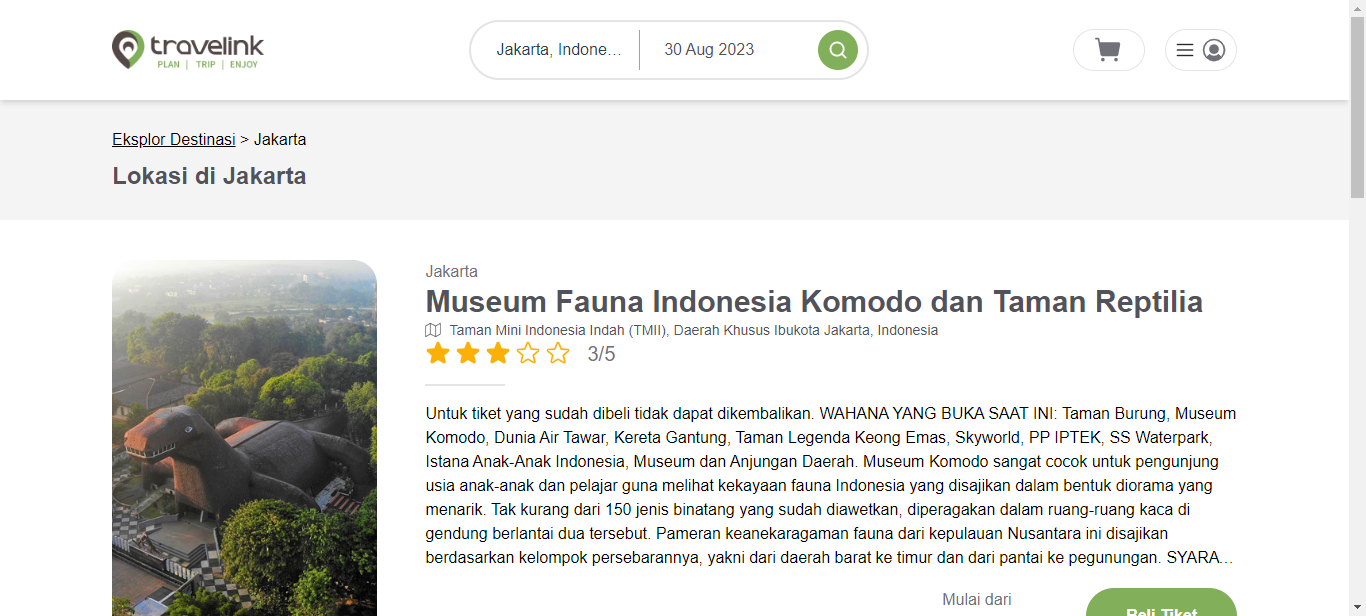 travelink
PLAN | TRIP | ENJOY
Jakarta, Indone…
30 Aug 2023
Eksplor Destinasi > Jakarta
Lokasi di Jakarta
Jakarta
Museum Fauna Indonesia Komodo dan Taman Reptilia
Taman Mini Indonesia Indah (TMII), Daerah Khusus Ibukota Jakarta, Indonesia
3/5
Untuk tiket yang sudah dibeli tidak dapat dikembalikan. WAHANA YANG BUKA SAAT INI: Taman Burung, Museum
Komodo, Dunia Air Tawar, Kereta Gantung, Taman Legenda Keong Emas, Skyworld, PP IPTEK, SS Waterpark,
Istana Anak-Anak Indonesia, Museum dan Anjungan Daerah. Museum Komodo sangat cocok untuk pengunjung
usia anak-anak dan pelajar guna melihat kekayaan fauna Indonesia yang disajikan dalam bentuk diorama yang
menarik. Tak kurang dari 150 jenis binatang yang sudah diawetkan, diperagakan dalam ruang-ruang kaca di
gendung berlantai dua tersebut. Pameran keanekaragaman fauna dari kepulauan Nusantara ini disajikan
berdasarkan kelompok persebarannya, yakni dari daerah barat ke timur dan dari pantai ke pegunungan. SYARA…
Mulai dari
Beli Tiket